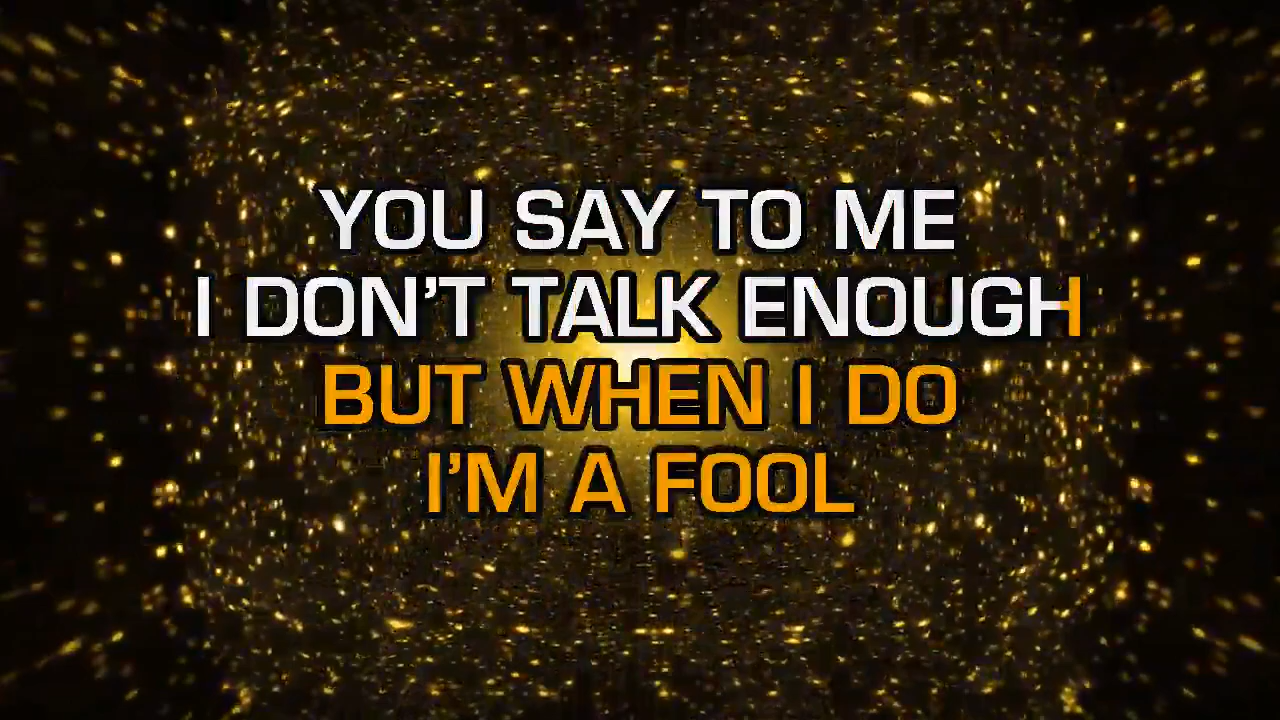 YOU SAY TO ME
I DON'T TALK ENOUGH
BUT WHEN I DO
I'M A FOOL